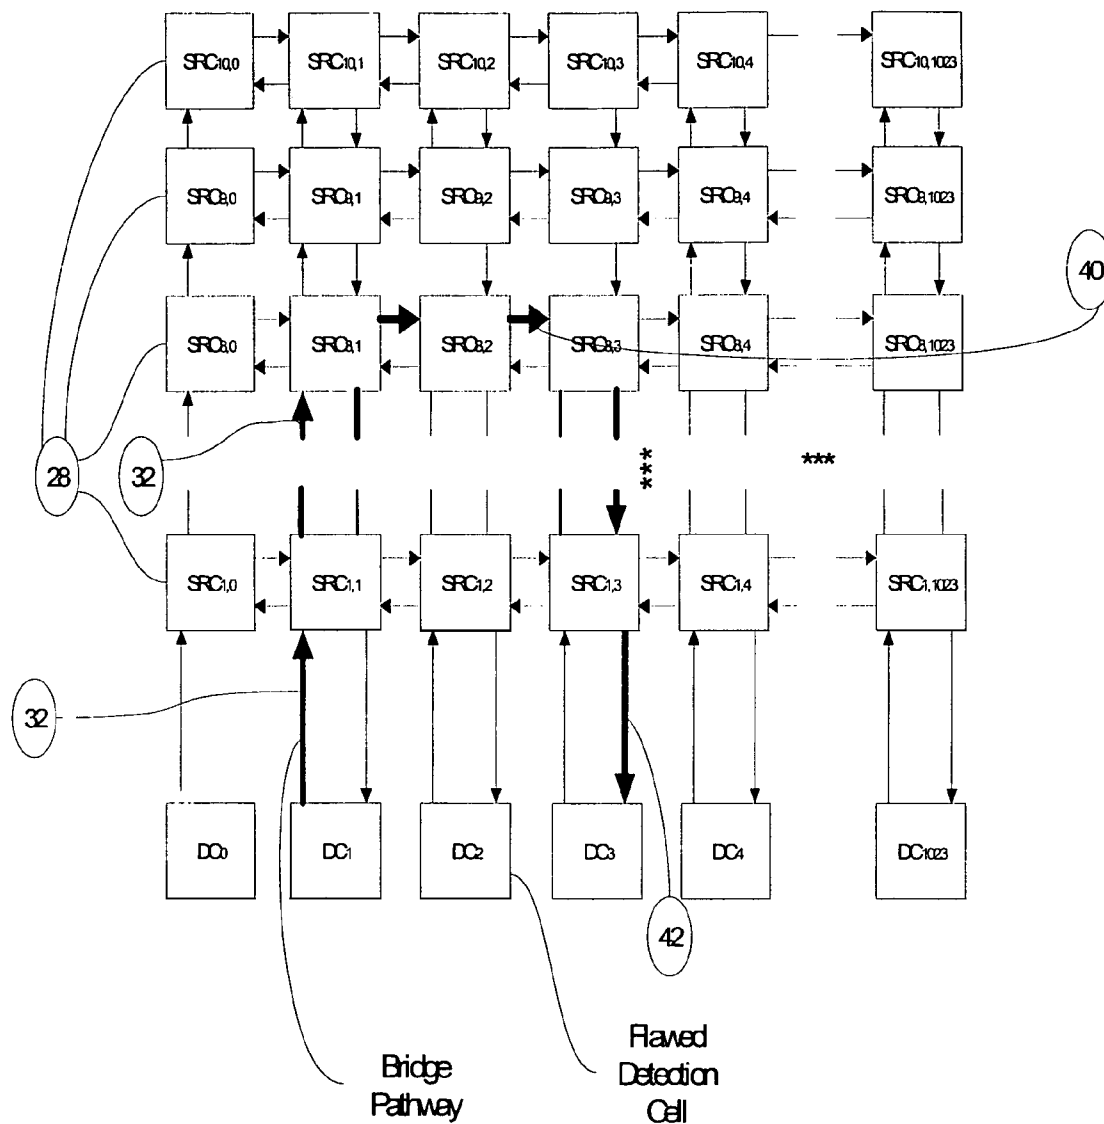 SRC10,0 SRC10,1 SRC10,2 SRC10,3 SRC10,4 SRC10,1023
SRC9,0 SRC9,1 SRC9,2 SRC9,3 SRC9,4 SRC9,1023
40
SRC8,0 SRC8,1 SRC8,2 SRC8,3 SRC8,4 SRC8,1023
28 32 *** ***
SRC1,0 SRC1,1 SRC1,2 SRC1,3 SRC1,4 SRC1,1023
32
DC0 DC1 DC2 DC3 DC4 DC1023
42
Bridge
Pathway
Flawed
Detection
Cell